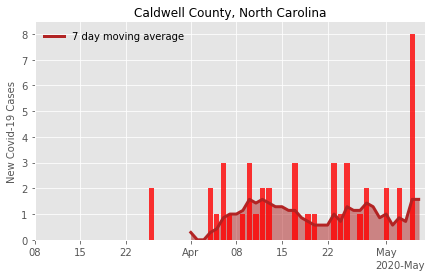 Caldwell County, North Carolina
7 day moving average
New Covid-19 Cases
8
7
6
5
4
3
2
1
0
08 15 22 Apr 08 15 22 May
2020-May